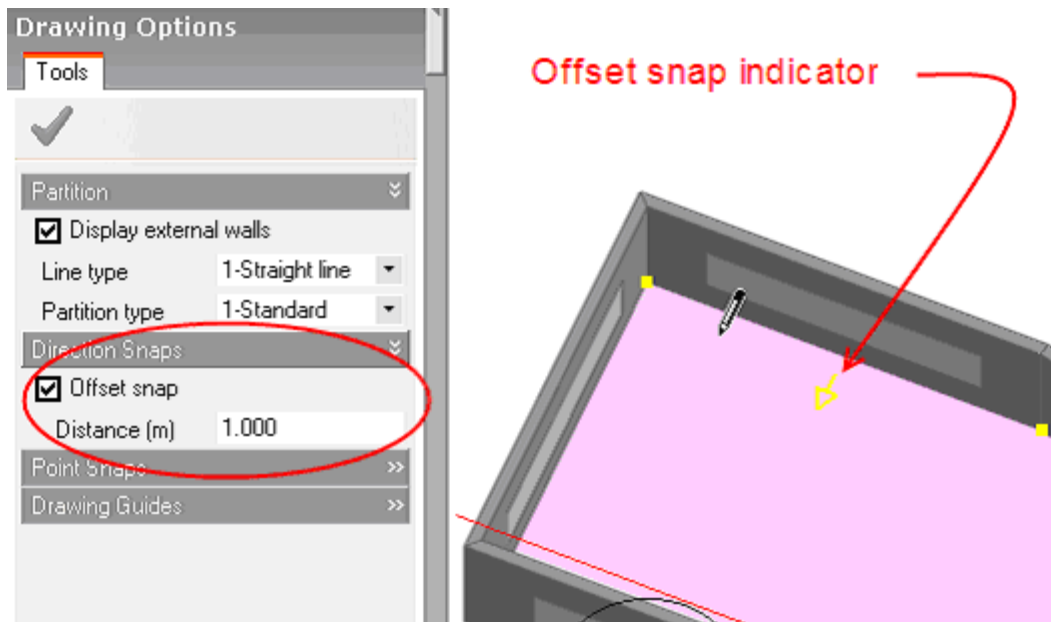 Drawing Options
Tools
Offset snap indicator
Partition
Display external walls
Line type 1-Straight line
Partition type 1-Standard
Direction Snaps
Offset snap
Distance (m) 1.000
Point Snaps
Drawing Guides